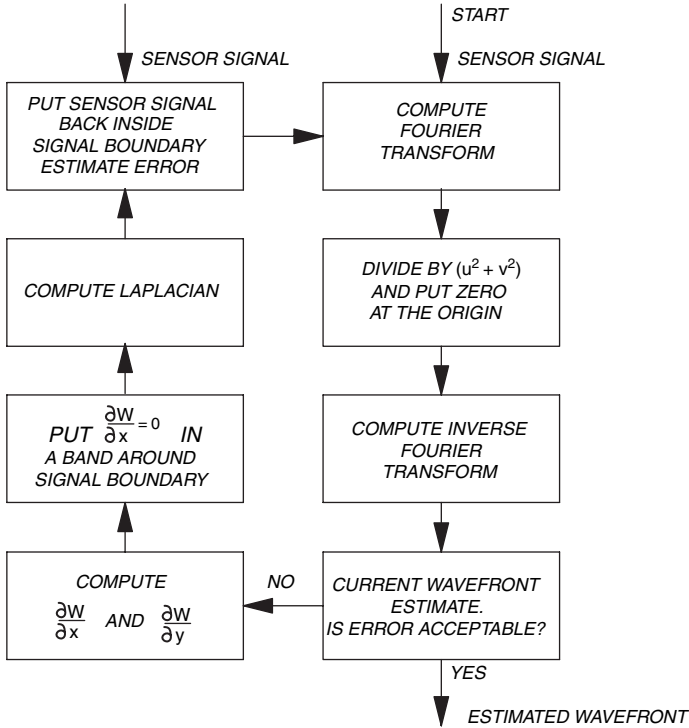 START
SENSOR SIGNAL
SENSOR SIGNAL
PUT SENSOR SIGNAL
BACK INSIDE
SIGNAL BOUNDARY
ESTIMATE ERROR
COMPUTE
FOURIER
TRANSFORM
COMPUTE LAPLACIAN
DIVIDE BY (u² + v²)
AND PUT ZERO
AT THE ORIGIN
PUT ∂W/∂x = 0 IN
A BAND AROUND
SIGNAL BOUNDARY
COMPUTE INVERSE
FOURIER
TRANSFORM
COMPUTE
∂W/∂x AND ∂W/∂y
NO
CURRENT WAVEFRONT
ESTIMATE.
IS ERROR ACCEPTABLE?
YES
ESTIMATED WAVEFRONT